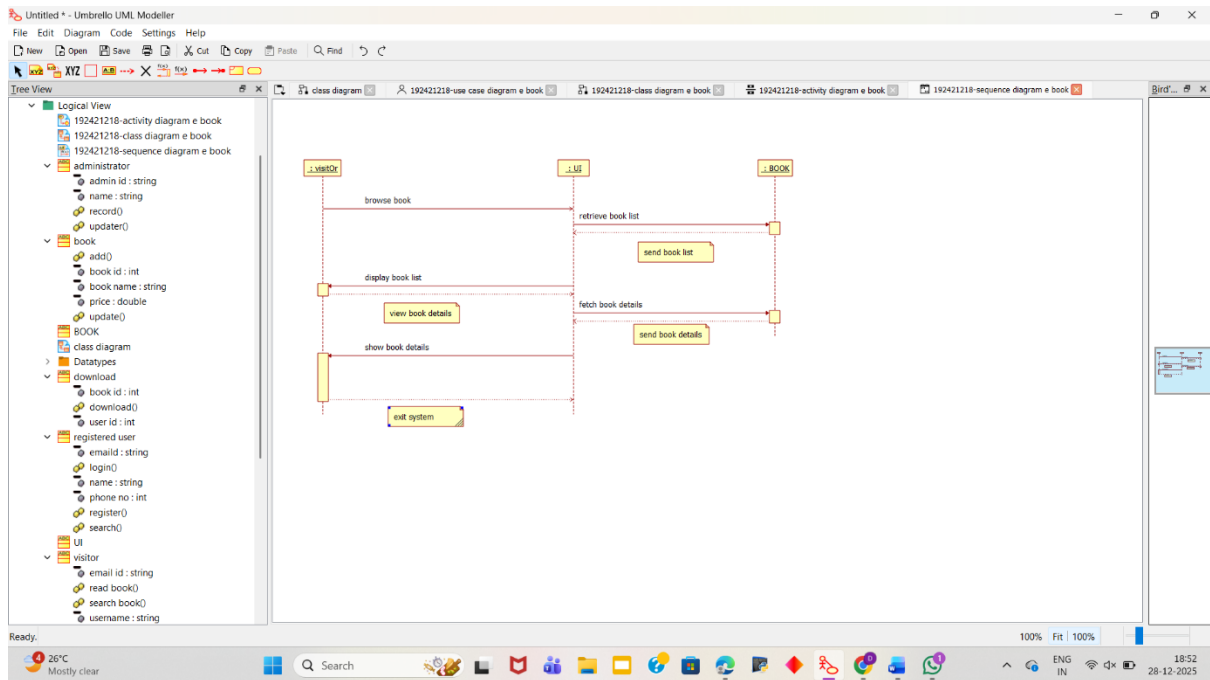 Untitled * - Umbrello UML Modeller
File Edit Diagram Code Settings Help
New Open Save Cut Copy Paste Find
XYZ XYZ A:B f(x) f(x)
Tree View
class diagram 192421218-use case diagram e book 192421218-class diagram e book 192421218-activity diagram e book 192421218-sequence diagram e book
Bird'...
Logical View
192421218-activity diagram e book
192421218-class diagram e book
192421218-sequence diagram e book
administrator
admin id : string
name : string
record()
updater()
book
add()
book id : int
book name : string
price : double
update()
BOOK
class diagram
Datatypes
download
book id : int
download()
user id : int
registered user
emaild : string
login()
name : string
phone no : int
register()
search()
UI
visitor
email id : string
read book()
search book()
username : string
: visitOr
: UI
: BOOK
browse book
retrieve book list
send book list
display book list
view book details
fetch book details
send book details
show book details
exit system
Ready.
100% Fit 100%
4
26°C
Mostly clear
Search
ENG
IN
18:52
28-12-2025